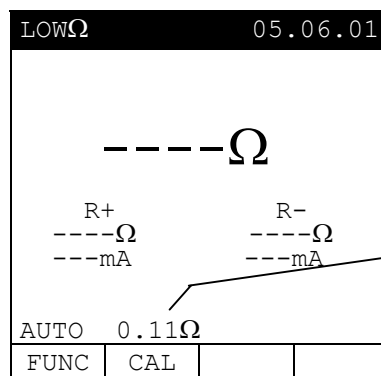 LOWΩ 05.06.01
----Ω
R+ R-
----Ω ----Ω
---mA ---mA
AUTO 0.11Ω
FUNC CAL